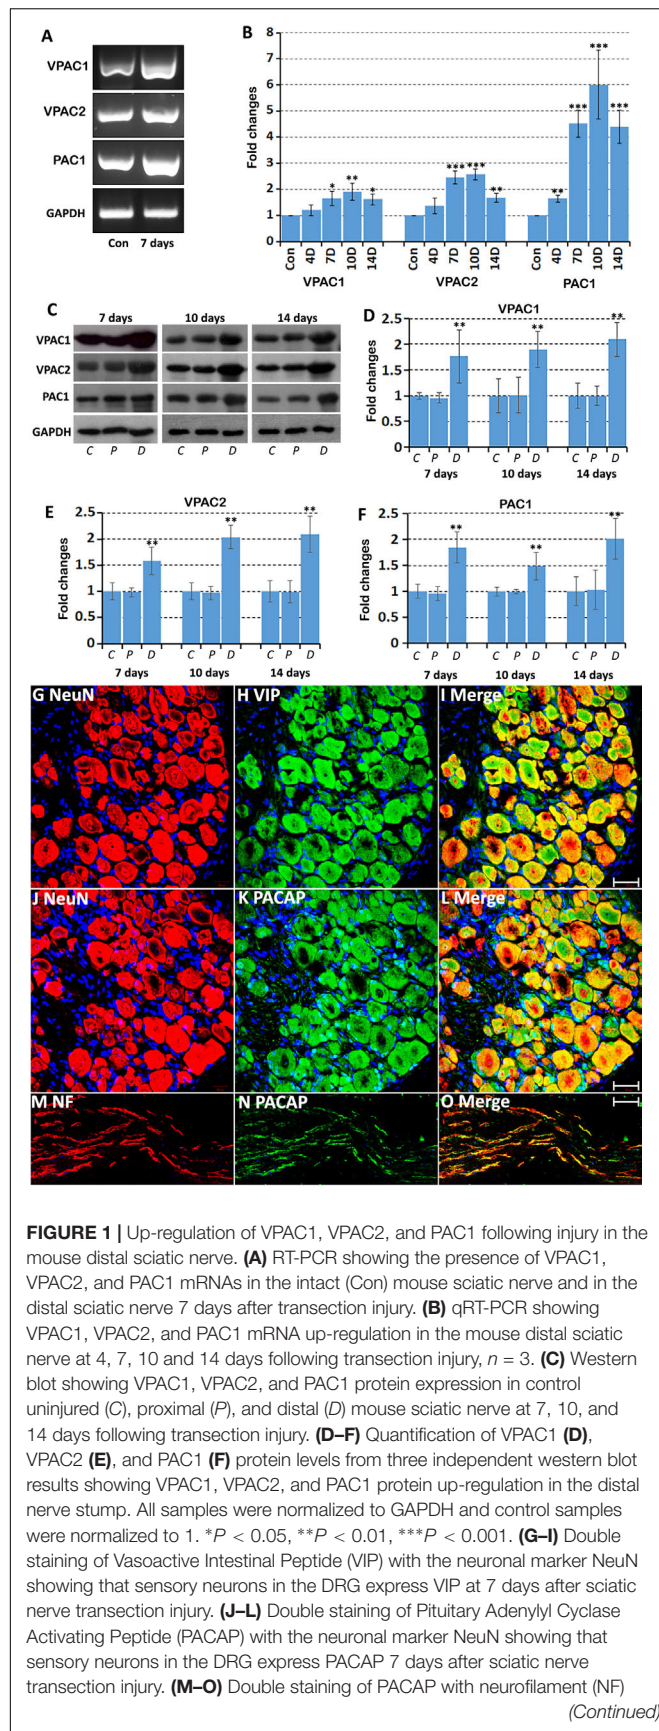 A
VPAC1
VPAC2
PAC1
GAPDH
Con 7 days
B
Fold changes
8
7
6
5
4
3
2
1
0
* ** *
*** *** **
** *** *** ***
Con 4D 7D 10D 14D Con 4D 7D 10D 14D Con 4D 7D 10D 14D
VPAC1 VPAC2 PAC1
C
7 days 10 days 14 days
VPAC1
VPAC2
PAC1
GAPDH
C P D C P D C P D
D
VPAC1
Fold changes
2.5
2
1.5
1
0.5
0
** ** **
C P D C P D C P D
7 days 10 days 14 days
E
VPAC2
Fold changes
2.5
2
1.5
1
0.5
0
** ** **
C P D C P D C P D
7 days 10 days 14 days
F
PAC1
Fold changes
2.5
2
1.5
1
0.5
0
** ** **
C P D C P D C P D
7 days 10 days 14 days
G NeuN H VIP I Merge
J NeuN K PACAP L Merge
M NF N PACAP O Merge
FIGURE 1 | Up-regulation of VPAC1, VPAC2, and PAC1 following injury in the
mouse distal sciatic nerve. (A) RT-PCR showing the presence of VPAC1,
VPAC2, and PAC1 mRNAs in the intact (Con) mouse sciatic nerve and in the
distal sciatic nerve 7 days after transection injury. (B) qRT-PCR showing
VPAC1, VPAC2, and PAC1 mRNA up-regulation in the mouse distal sciatic
nerve at 4, 7, 10 and 14 days following transection injury, n = 3. (C) Western
blot showing VPAC1, VPAC2, and PAC1 protein expression in control
uninjured (C), proximal (P), and distal (D) mouse sciatic nerve at 7, 10, and
14 days following transection injury. (D–F) Quantification of VPAC1 (D),
VPAC2 (E), and PAC1 (F) protein levels from three independent western blot
results showing VPAC1, VPAC2, and PAC1 protein up-regulation in the distal
nerve stump. All samples were normalized to GAPDH and control samples
were normalized to 1. *P < 0.05, **P < 0.01, ***P < 0.001. (G–I) Double
staining of Vasoactive Intestinal Peptide (VIP) with the neuronal marker NeuN
showing that sensory neurons in the DRG express VIP at 7 days after sciatic
nerve transection injury. (J–L) Double staining of Pituitary Adenylyl Cyclase
Activating Peptide (PACAP) with the neuronal marker NeuN showing that
sensory neurons in the DRG express PACAP 7 days after sciatic nerve
transection injury. (M–O) Double staining of PACAP with neurofilament (NF)
(Continued)